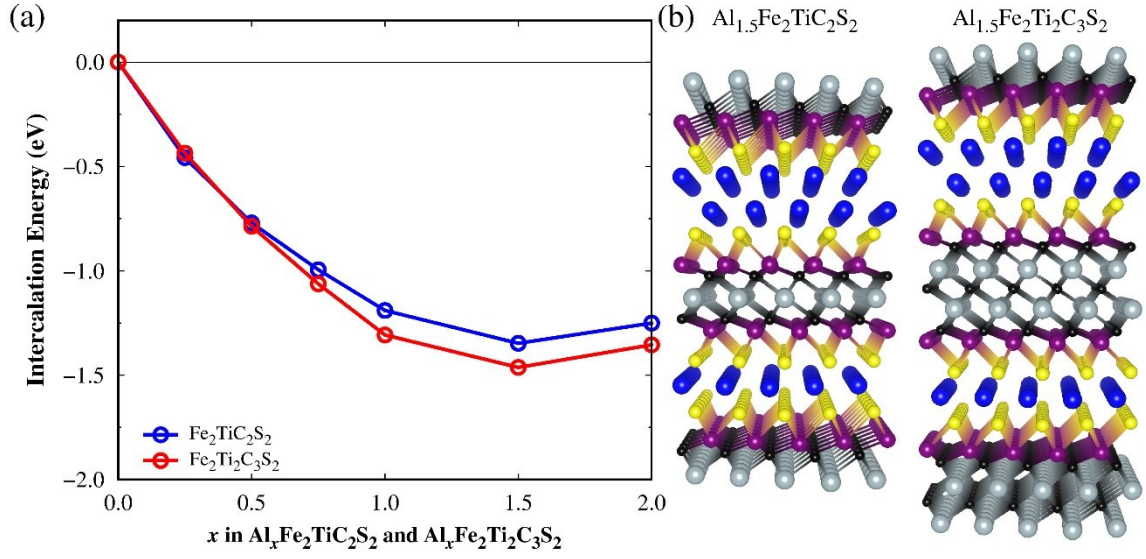 (a)
0.0
−0.5
−1.0
−1.5
−2.0
Intercalation Energy (eV)
Fe₂TiC₂S₂
Fe₂Ti₂C₃S₂
0.0 0.5 1.0 1.5 2.0
x in AlₓFe₂TiC₂S₂ and AlₓFe₂Ti₂C₃S₂
(b)
Al₁.₅Fe₂TiC₂S₂
Al₁.₅Fe₂Ti₂C₃S₂